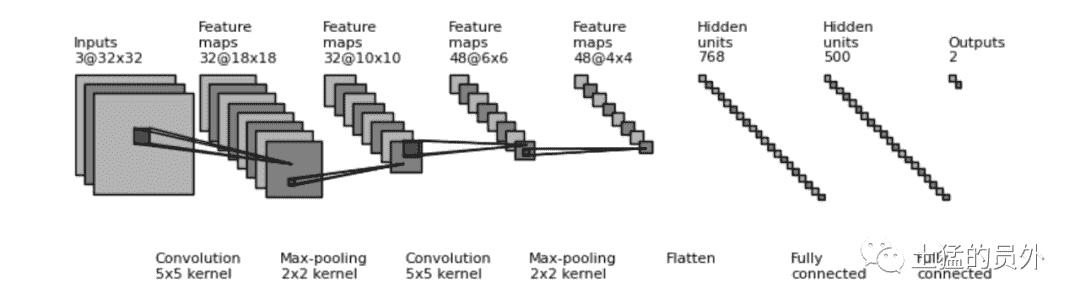 Inputs
3@32x32
Feature
maps
32@18x18
Feature
maps
32@10x10
Feature
maps
48@6x6
Feature
maps
48@4x4
Hidden
units
768
Hidden
units
500
Outputs
2
Convolution
5x5 kernel
Max-pooling
2x2 kernel
Convolution
5x5 kernel
Max-pooling
2x2 kernel
Flatten
Fully
connected
Fully
connected
土猛的员外